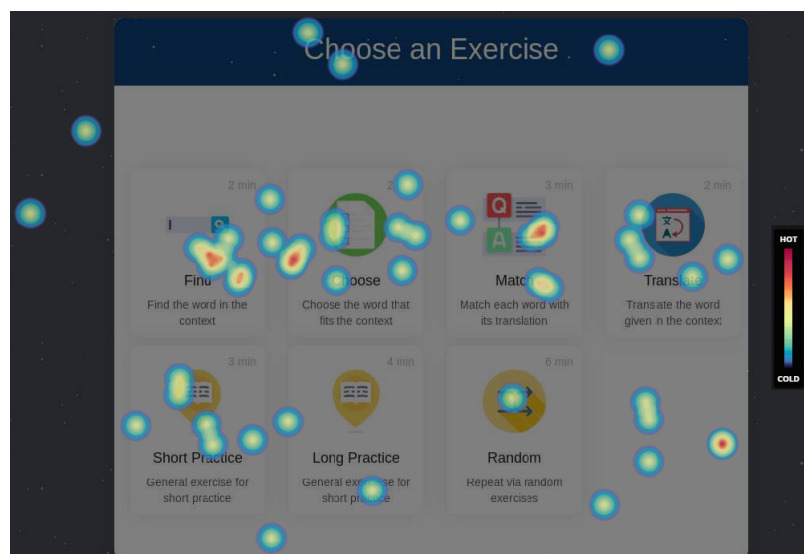 Choose an Exercise
2 min
2
3 min
2 min
Q
A
Find
Choose
Match
Translate
Find the word in the
context
Choose the word that
fits the context
Match each word with
its translation
Translate the word
given in the context
3 min
4 min
6 min
Short Practice
Long Practice
Random
General exercise for
short practice
General exercise for
short practice
Repeat via random
exercises
HOT
COLD